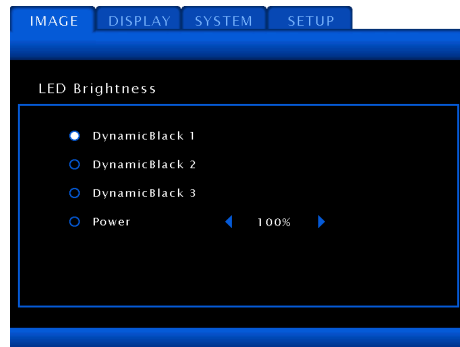 IMAGE DISPLAY SYSTEM SETUP
LED Brightness
DynamicBlack 1
DynamicBlack 2
DynamicBlack 3
Power 100%